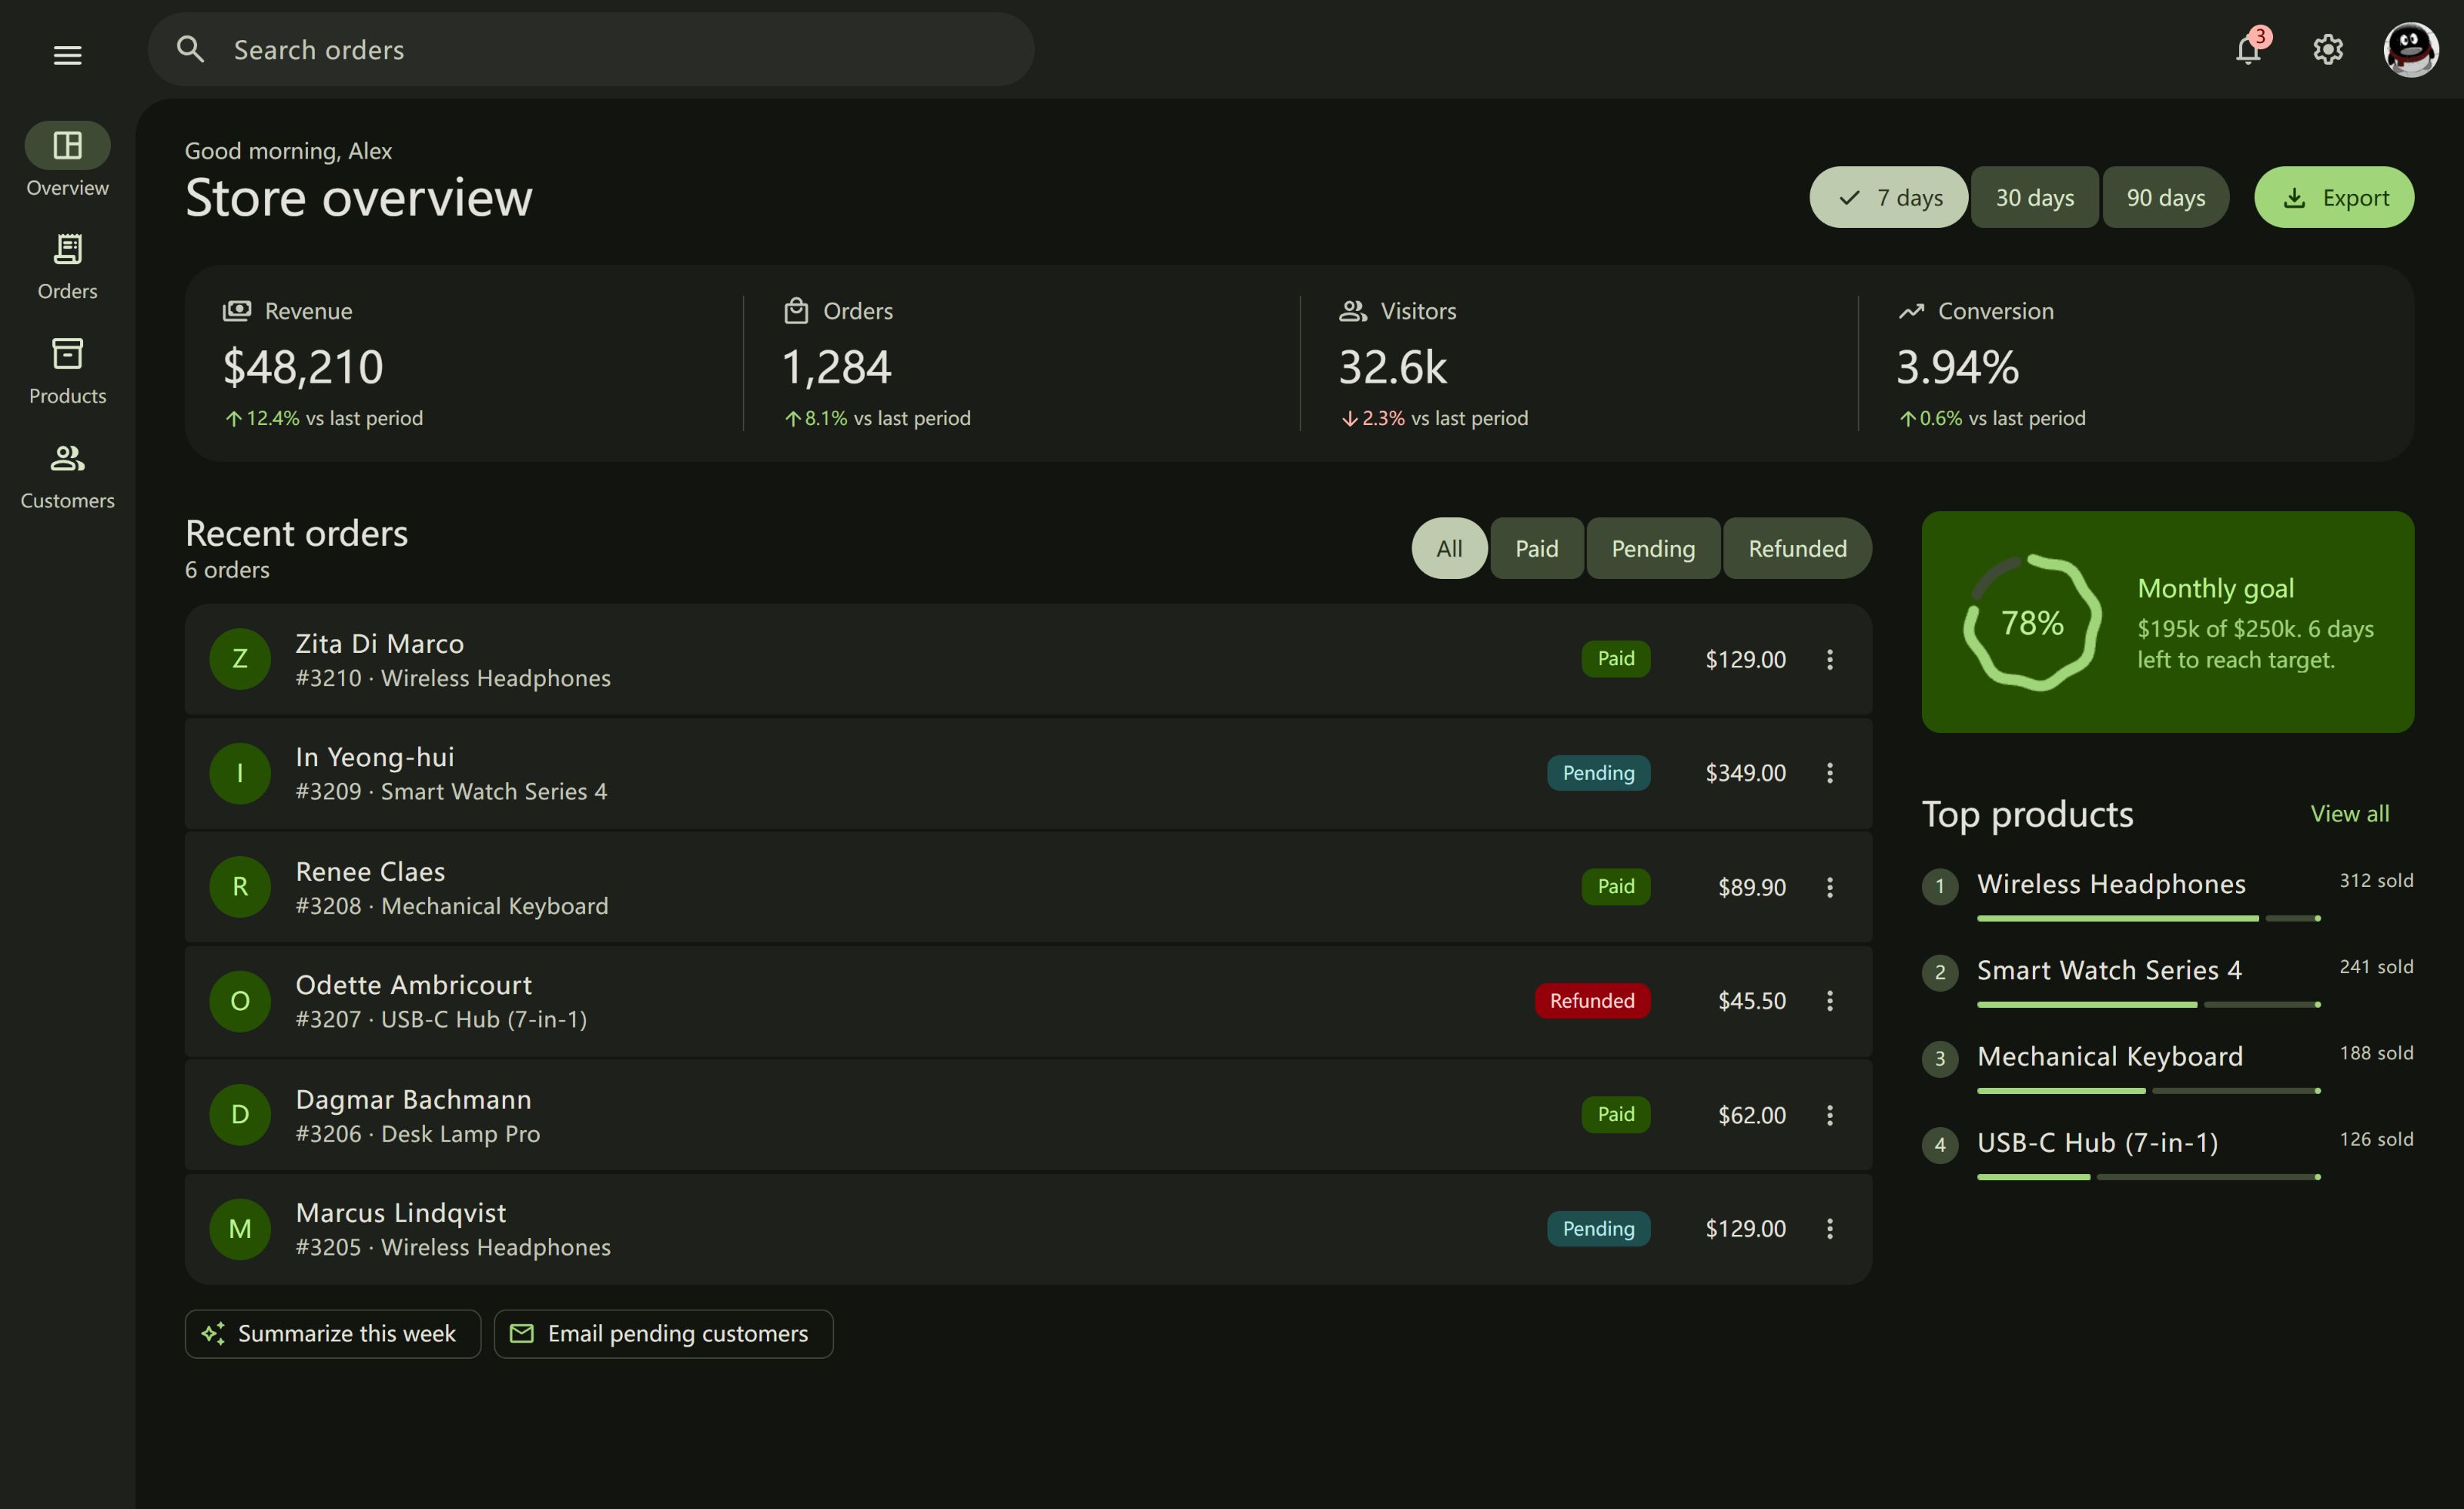 Search orders
3
Overview
Orders
Products
Customers
Good morning, Alex
Store overview
7 days
30 days
90 days
Export
Revenue
$48,210
12.4% vs last period
Orders
1,284
8.1% vs last period
Visitors
32.6k
2.3% vs last period
Conversion
3.94%
0.6% vs last period
Recent orders
6 orders
All
Paid
Pending
Refunded
Z
Zita Di Marco
#3210 · Wireless Headphones
Paid
$129.00
I
In Yeong-hui
#3209 · Smart Watch Series 4
Pending
$349.00
R
Renee Claes
#3208 · Mechanical Keyboard
Paid
$89.90
O
Odette Ambricourt
#3207 · USB-C Hub (7-in-1)
Refunded
$45.50
D
Dagmar Bachmann
#3206 · Desk Lamp Pro
Paid
$62.00
M
Marcus Lindqvist
#3205 · Wireless Headphones
Pending
$129.00
Summarize this week
Email pending customers
78%
Monthly goal
$195k of $250k. 6 days
left to reach target.
Top products
View all
1
Wireless Headphones
312 sold
2
Smart Watch Series 4
241 sold
3
Mechanical Keyboard
188 sold
4
USB-C Hub (7-in-1)
126 sold